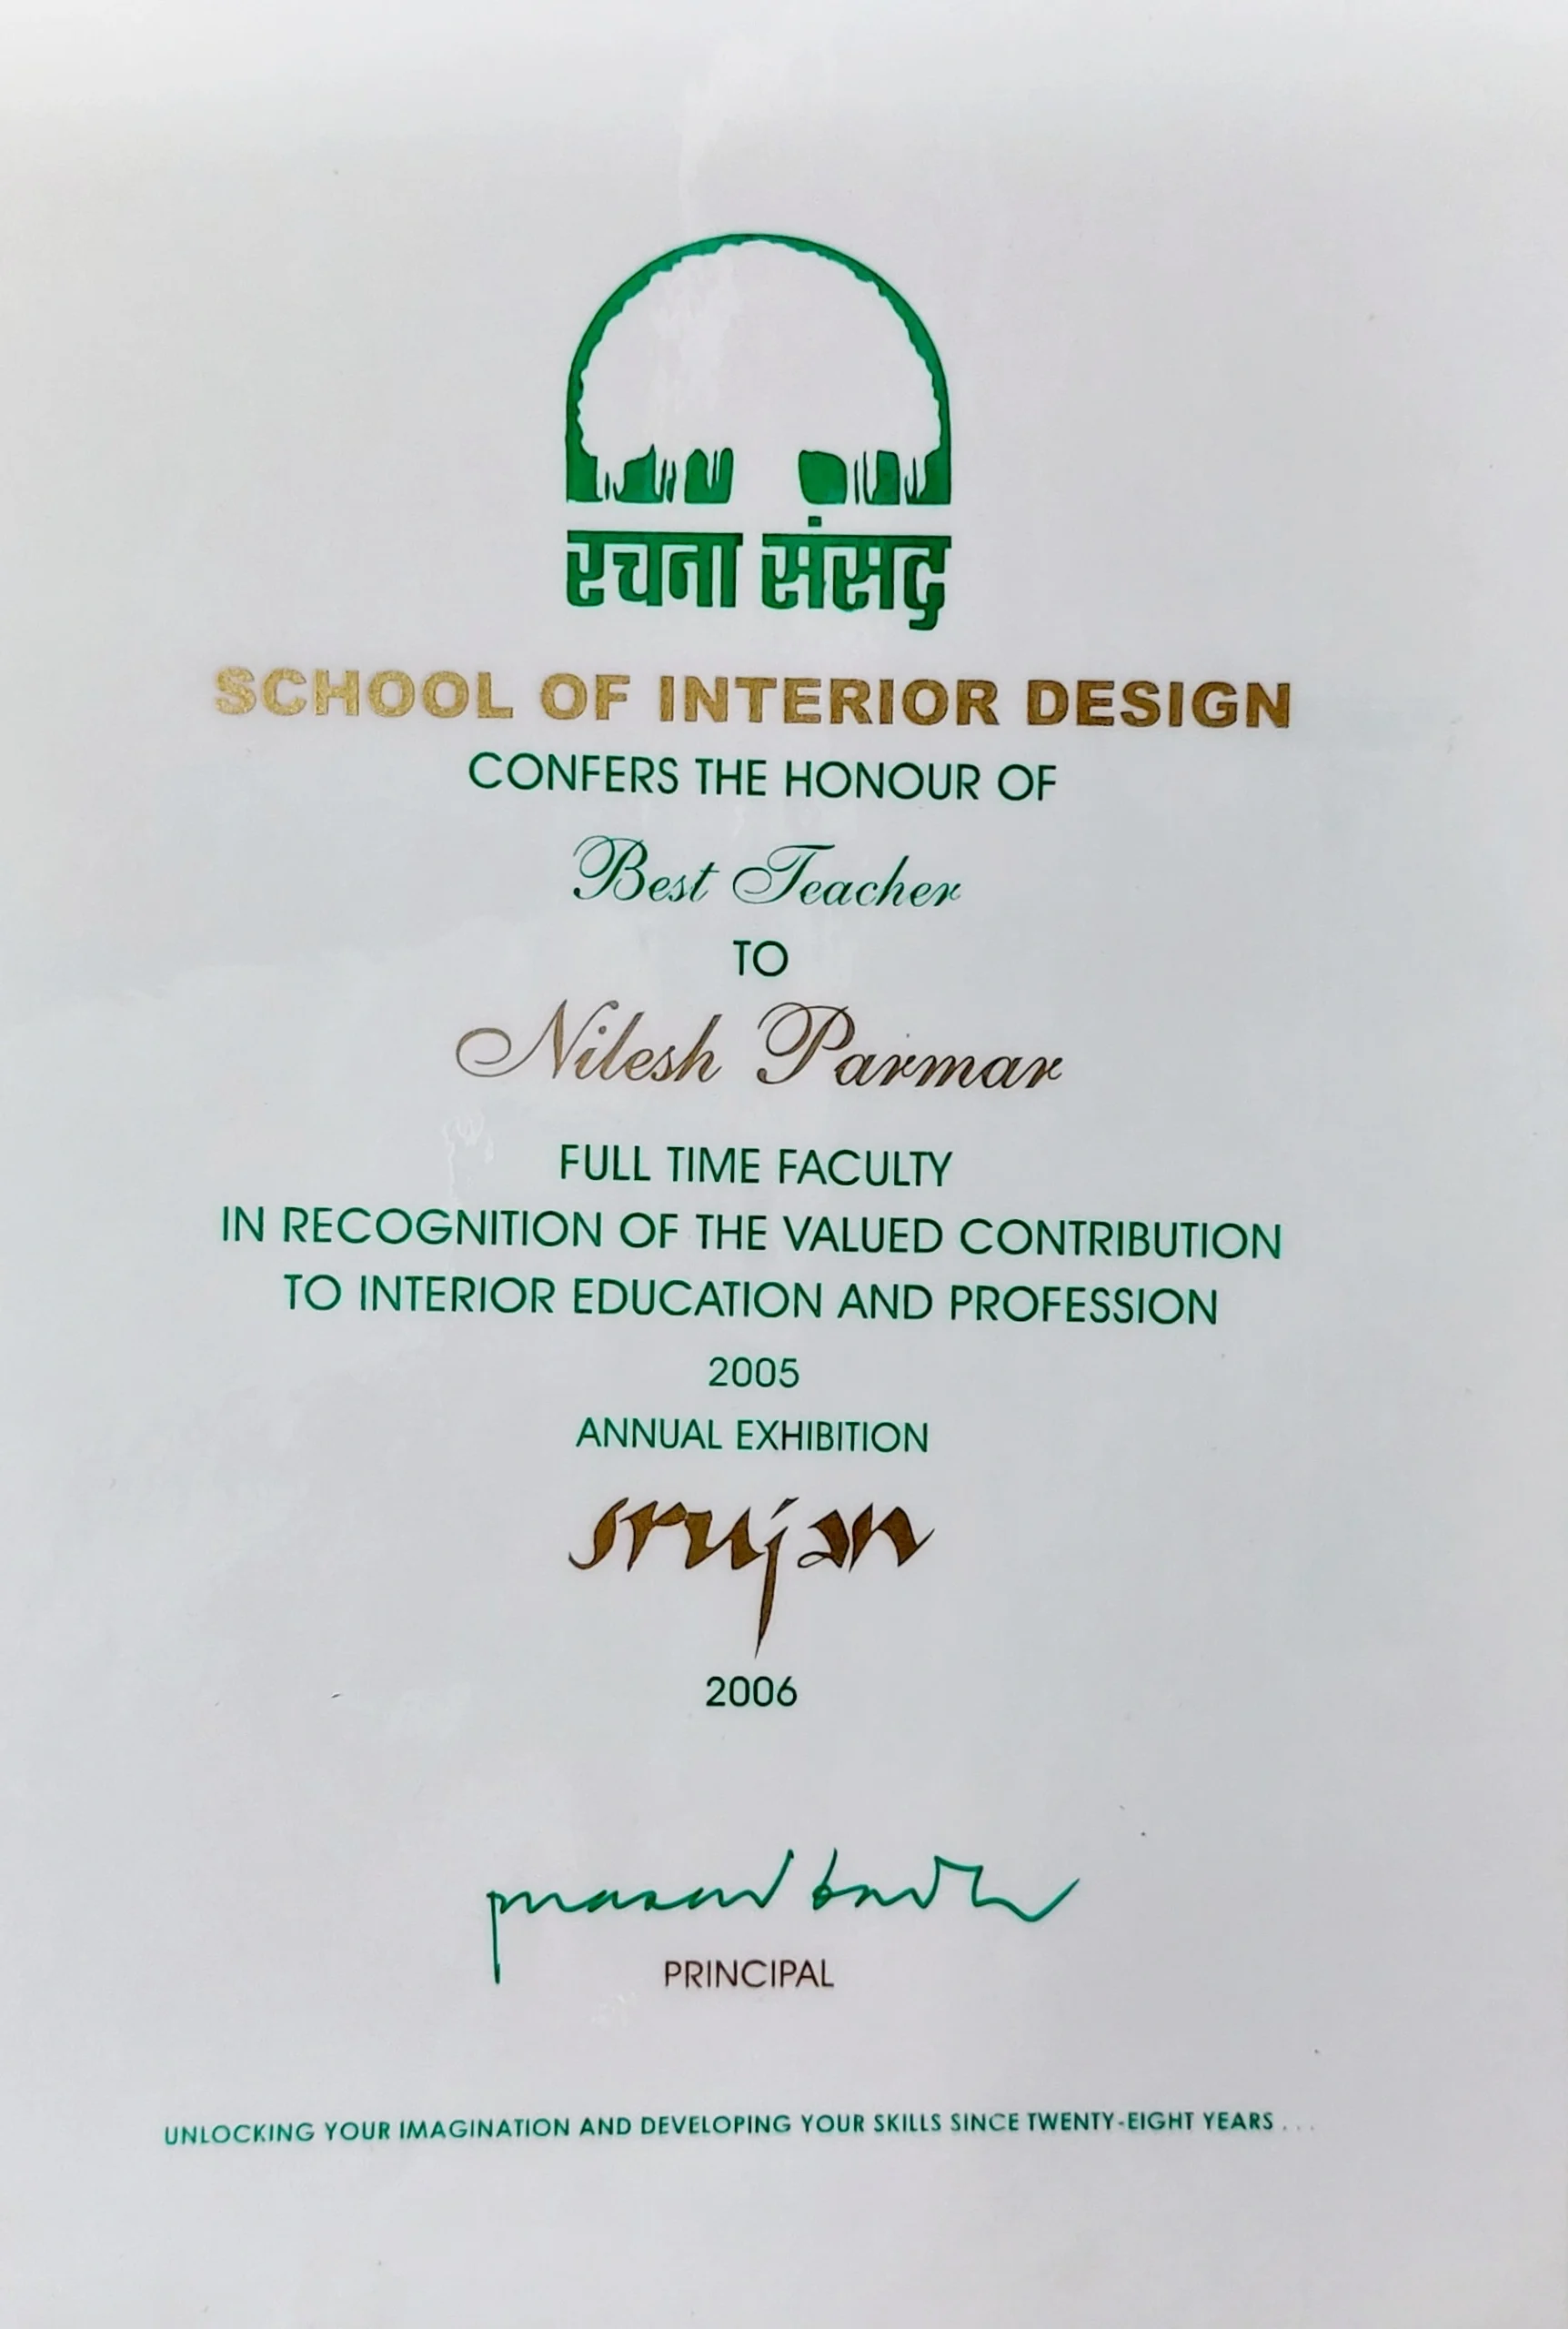 रचना संसद
SCHOOL OF INTERIOR DESIGN
CONFERS THE HONOUR OF
Best Teacher
TO
Nilesh Parmar
FULL TIME FACULTY
IN RECOGNITION OF THE VALUED CONTRIBUTION
TO INTERIOR EDUCATION AND PROFESSION
2005
ANNUAL EXHIBITION
srujan
2006
PRINCIPAL
UNLOCKING YOUR IMAGINATION AND DEVELOPING YOUR SKILLS SINCE TWENTY-EIGHT YEARS . . .